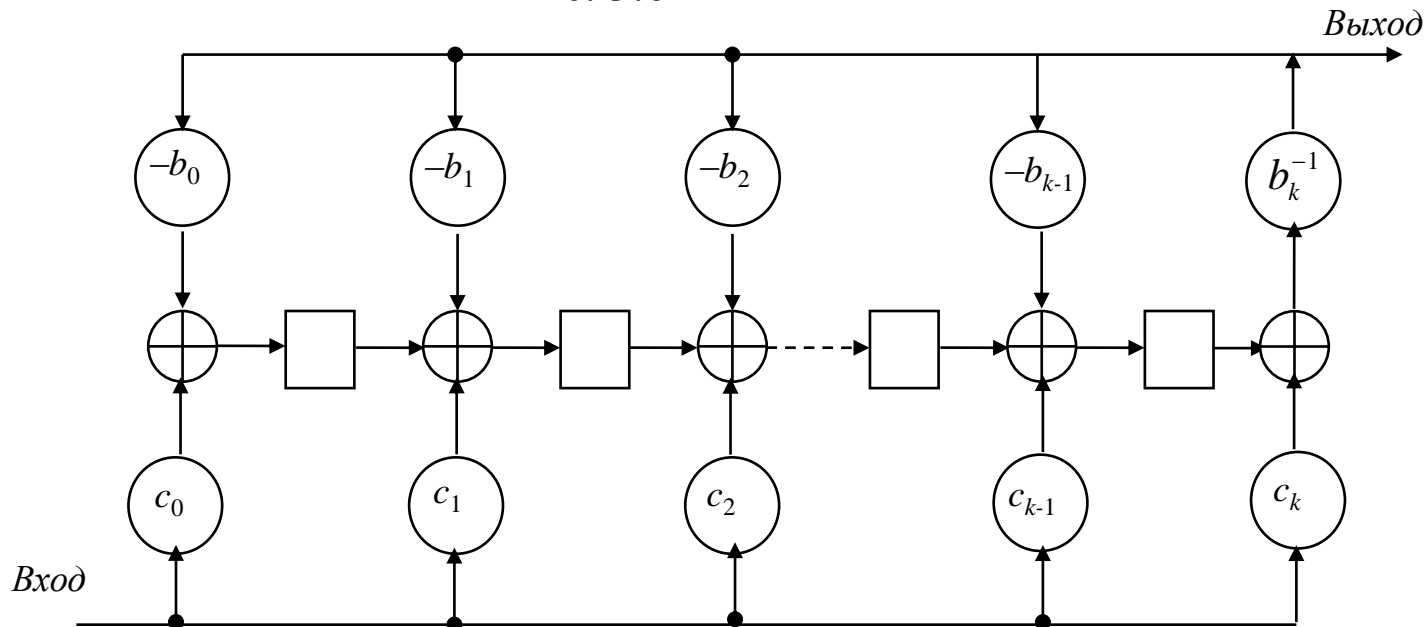 Выход
–b₀ –b₁ –b₂ –bₖ₋₁ bₖ⁻¹
c₀ c₁ c₂ cₖ₋₁ cₖ
Вход